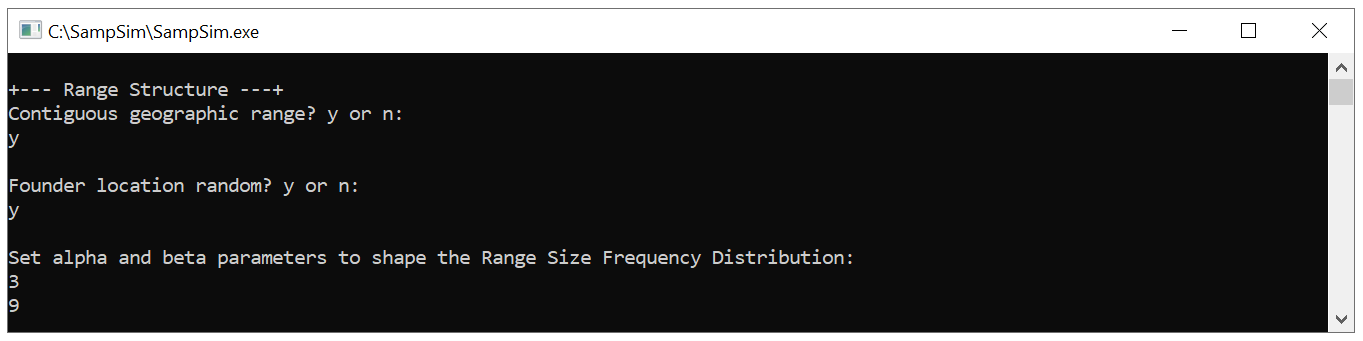 C:\SampSim\SampSim.exe
+--- Range Structure ---+
Contiguous geographic range? y or n:
y
Founder location random? y or n:
y
Set alpha and beta parameters to shape the Range Size Frequency Distribution:
3
9